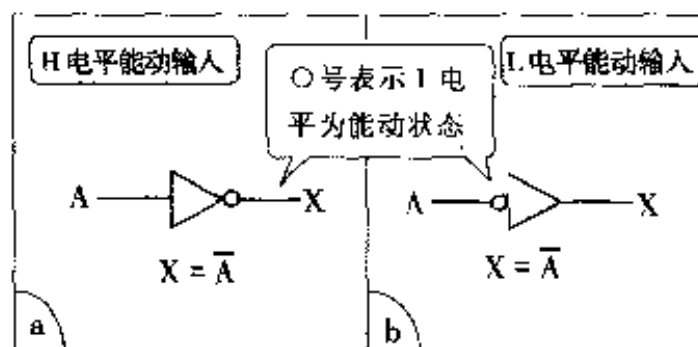 H电平能动输入
○号表示L电
平为能动状态
L电平能动输入
A
X
X = A̅
a
A
X
X = A̅
b